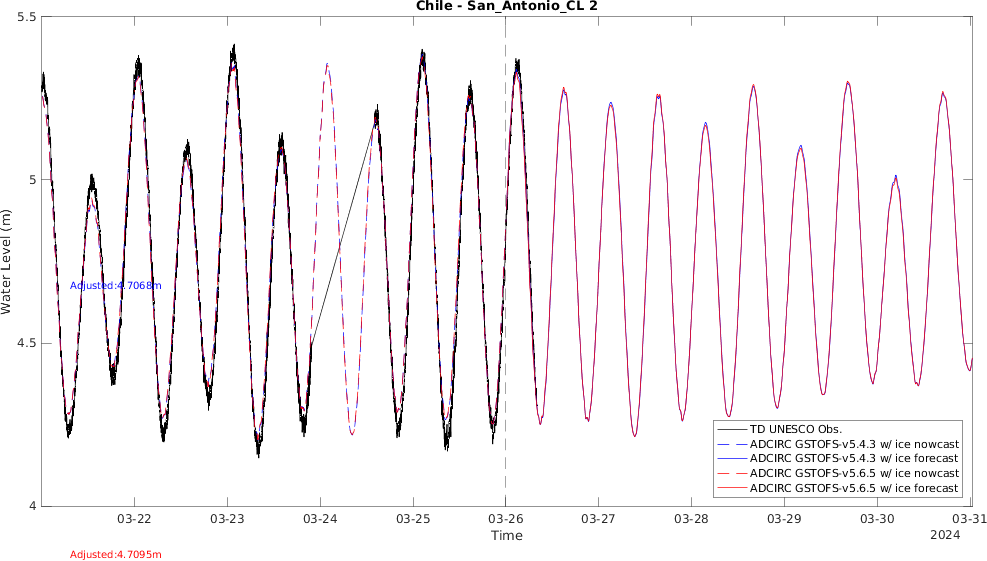 Chile - San_Antonio_CL 2
5.5
5
4.5
4
Water Level (m)
Adjusted:4.7068m
TD UNESCO Obs.
ADCIRC GSTOFS-v5.4.3 w/ ice nowcast
ADCIRC GSTOFS-v5.4.3 w/ ice forecast
ADCIRC GSTOFS-v5.6.5 w/ ice nowcast
ADCIRC GSTOFS-v5.6.5 w/ ice forecast
03-22 03-23 03-24 03-25 03-26 03-27 03-28 03-29 03-30 03-31
Time
2024
Adjusted:4.7095m